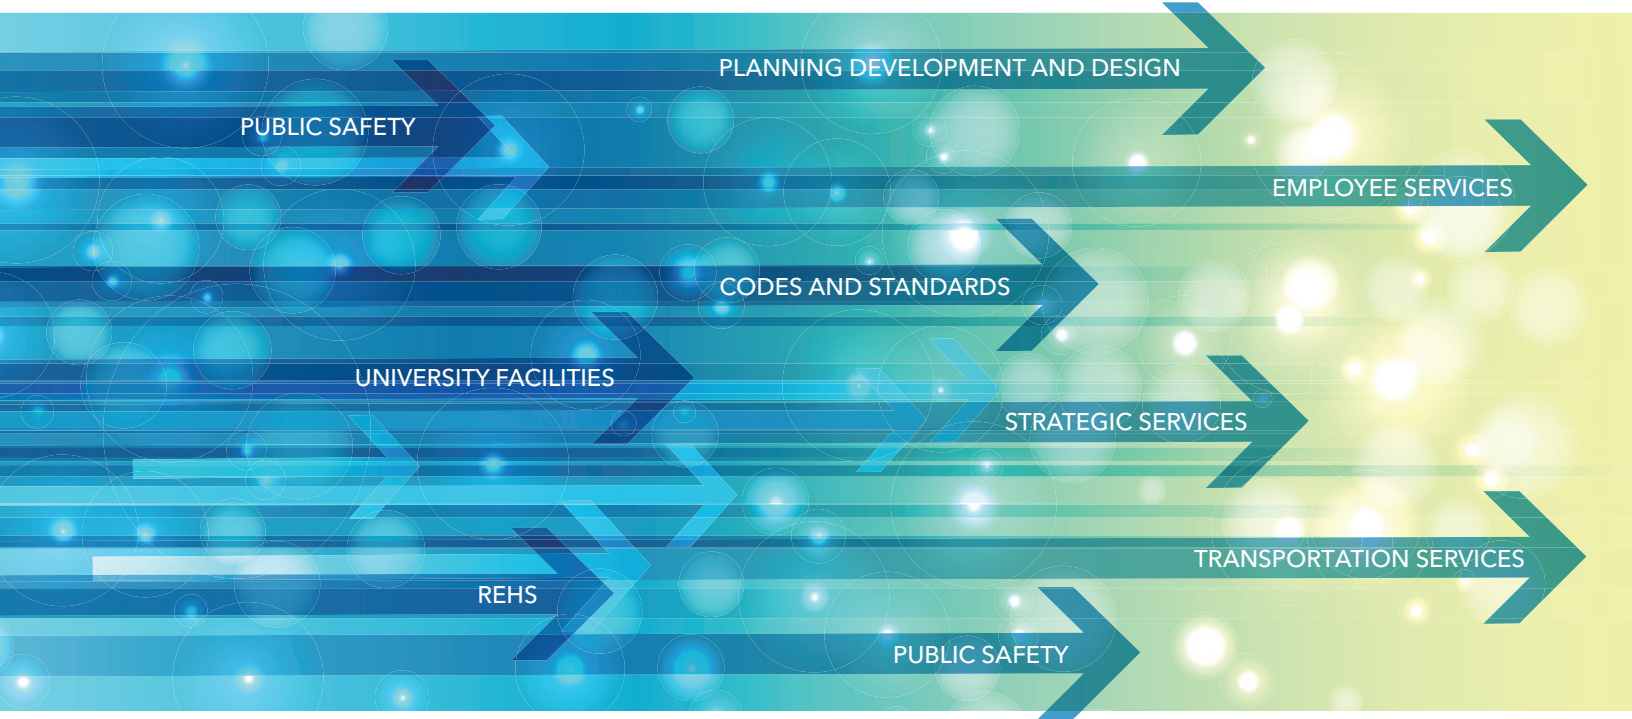 PLANNING DEVELOPMENT AND DESIGN
PUBLIC SAFETY
EMPLOYEE SERVICES
CODES AND STANDARDS
UNIVERSITY FACILITIES
STRATEGIC SERVICES
TRANSPORTATION SERVICES
REHS
PUBLIC SAFETY